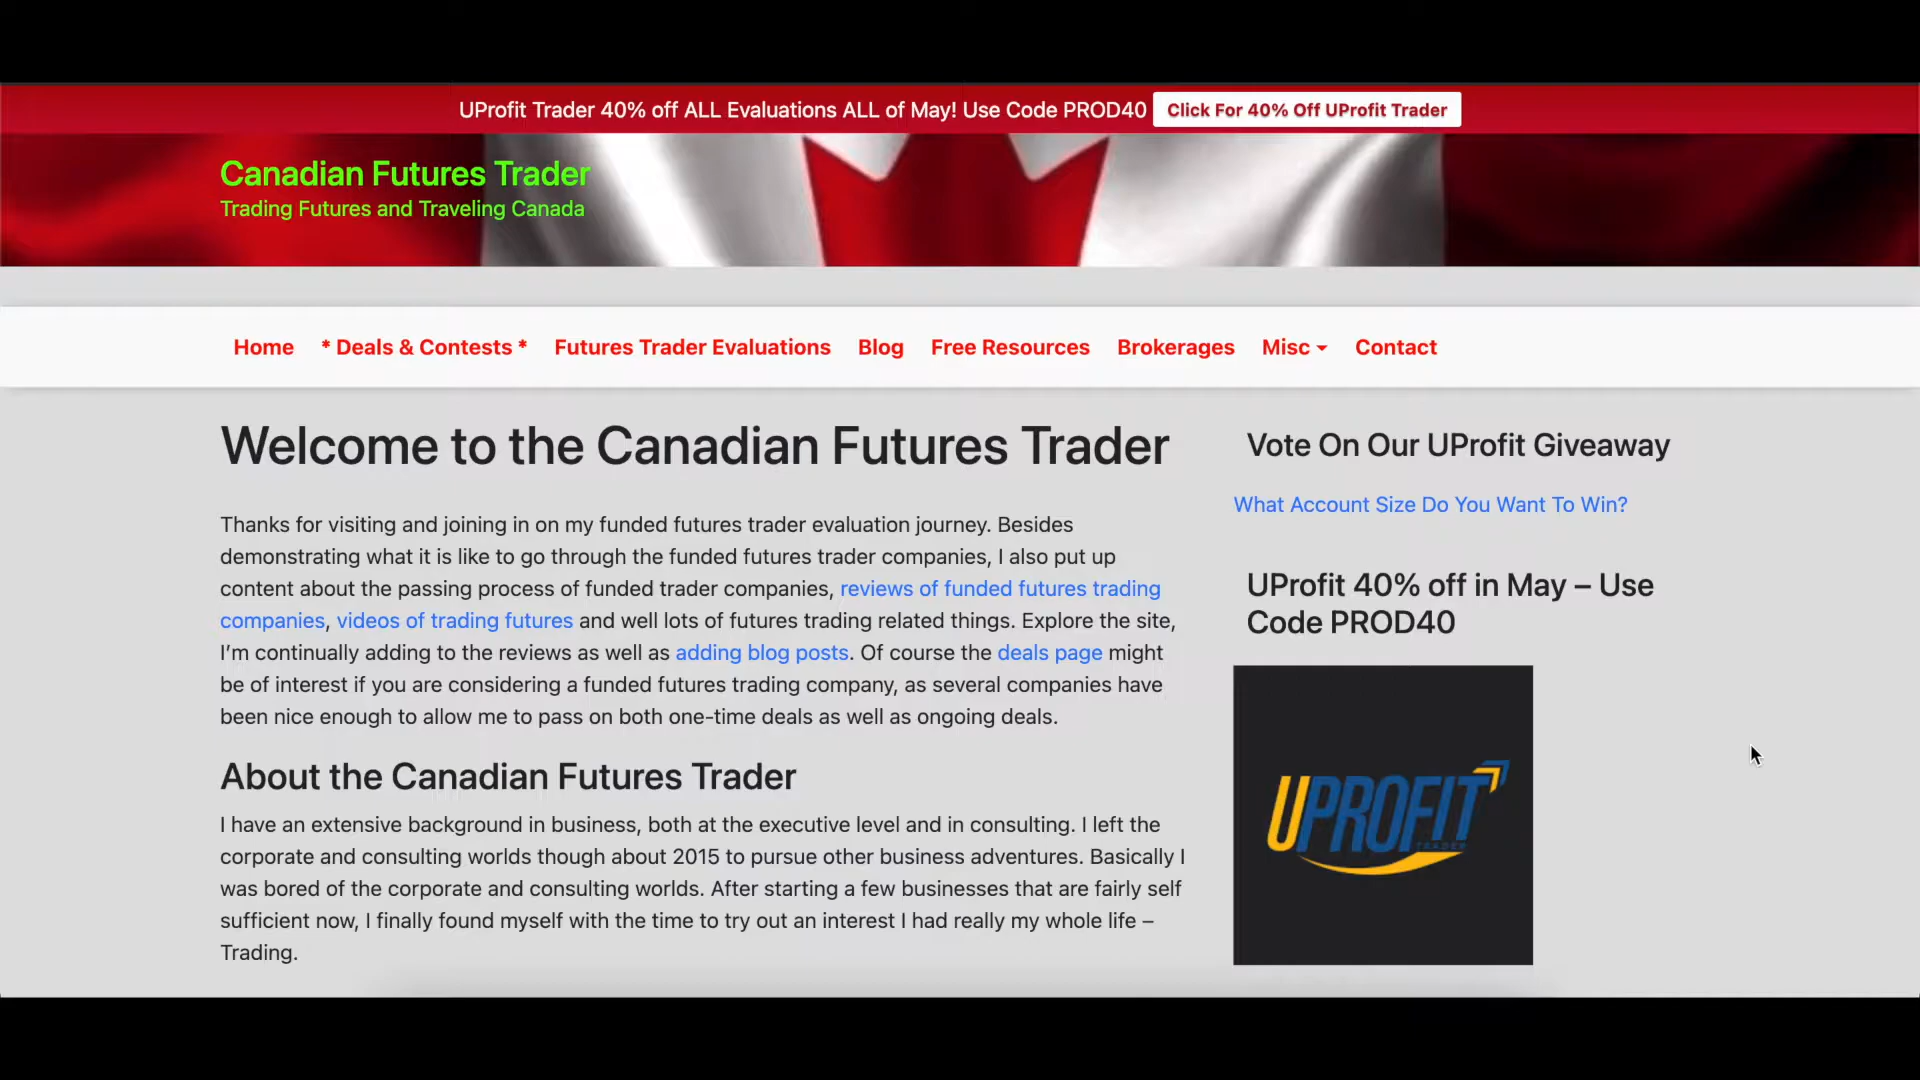 UProfit Trader 40% off ALL Evaluations ALL of May! Use Code PROD40 Click For 40% Off UProfit Trader
Canadian Futures Trader
Trading Futures and Traveling Canada
Home * Deals & Contests * Futures Trader Evaluations Blog Free Resources Brokerages Misc Contact
Welcome to the Canadian Futures Trader
Thanks for visiting and joining in on my funded futures trader evaluation journey. Besides
demonstrating what it is like to go through the funded futures trader companies, I also put up
content about the passing process of funded trader companies, reviews of funded futures trading
companies, videos of trading futures and well lots of futures trading related things. Explore the site,
I’m continually adding to the reviews as well as adding blog posts. Of course the deals page might
be of interest if you are considering a funded futures trading company, as several companies have
been nice enough to allow me to pass on both one-time deals as well as ongoing deals.
About the Canadian Futures Trader
I have an extensive background in business, both at the executive level and in consulting. I left the
corporate and consulting worlds though about 2015 to pursue other business adventures. Basically I
was bored of the corporate and consulting worlds. After starting a few businesses that are fairly self
sufficient now, I finally found myself with the time to try out an interest I had really my whole life –
Trading.
Vote On Our UProfit Giveaway
What Account Size Do You Want To Win?
UProfit 40% off in May – Use
Code PROD40
UPROFIT
TRADER